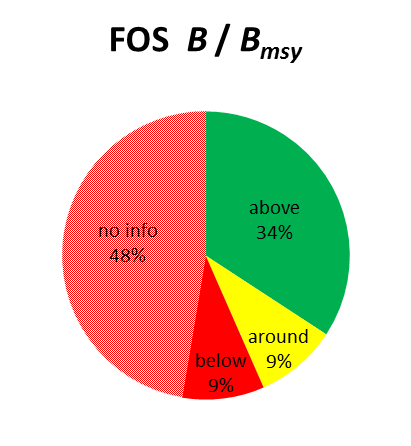 FOS B / Bmsy
above
34%
no info
48%
around
9%
below
9%